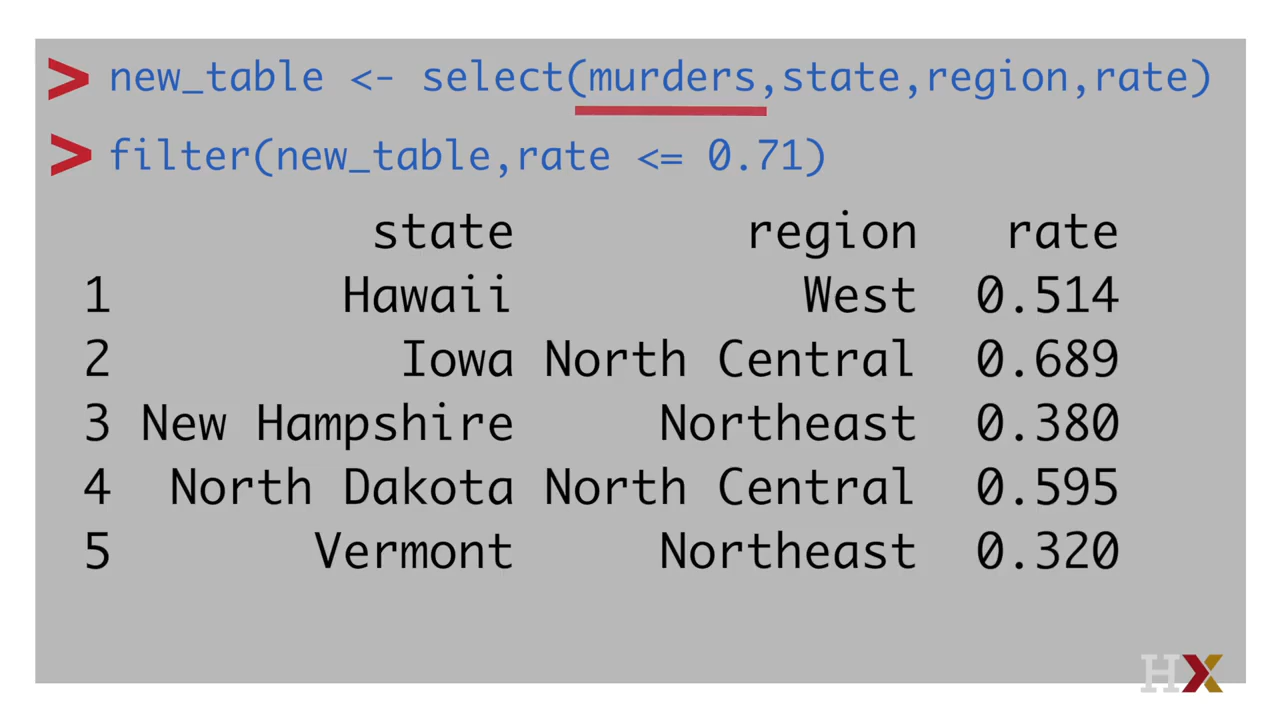 > new_table <- select(murders,state,region,rate)
> filter(new_table,rate <= 0.71)
state region rate
1 Hawaii West 0.514
2 Iowa North Central 0.689
3 New Hampshire Northeast 0.380
4 North Dakota North Central 0.595
5 Vermont Northeast 0.320
HX